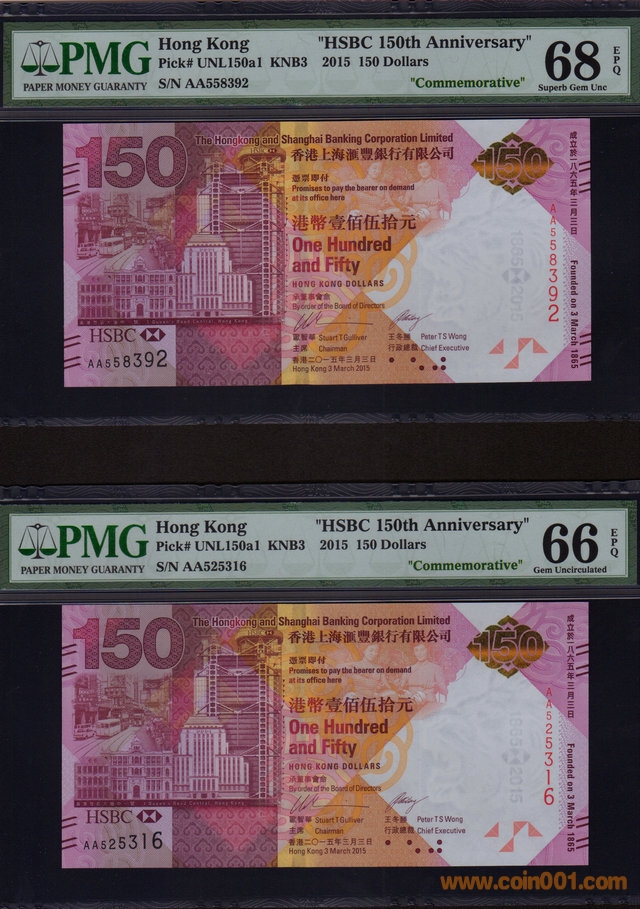 PMG
PAPER MONEY GUARANTY
Hong Kong "HSBC 150th Anniversary"
Pick# UNL150a1 KNB3 2015 150 Dollars
S/N AA558392 "Commemorative"
68 EPQ
Superb Gem Unc
150
The Hongkong and Shanghai Banking Corporation Limited
香港上海滙豐銀行有限公司
憑票即付
Promises to pay the bearer on demand
at its office here
港幣壹佰伍拾元
One Hundred
and Fifty
HONG KONG DOLLARS
承董事會命
By order of the Board of Directors
歐智華 Stuart T Gulliver 王冬勝 Peter T S Wong
主席 Chairman 行政總裁 Chief Executive
香港二〇一五年三月三日
Hong Kong 3 March 2015
HSBC
AA558392
150
AA558392
1865 2015
成立於一八六五年三月三日
Founded on 3 March 1865
PMG
PAPER MONEY GUARANTY
Hong Kong "HSBC 150th Anniversary"
Pick# UNL150a1 KNB3 2015 150 Dollars
S/N AA525316 "Commemorative"
66 EPQ
Gem Uncirculated
150
The Hongkong and Shanghai Banking Corporation Limited
香港上海滙豐銀行有限公司
憑票即付
Promises to pay the bearer on demand
at its office here
港幣壹佰伍拾元
One Hundred
and Fifty
HONG KONG DOLLARS
承董事會命
By order of the Board of Directors
歐智華 Stuart T Gulliver 王冬勝 Peter T S Wong
主席 Chairman 行政總裁 Chief Executive
香港二〇一五年三月三日
Hong Kong 3 March 2015
HSBC
AA525316
150
AA525316
1865 2015
成立於一八六五年三月三日
Founded on 3 March 1865
www.coin001.com